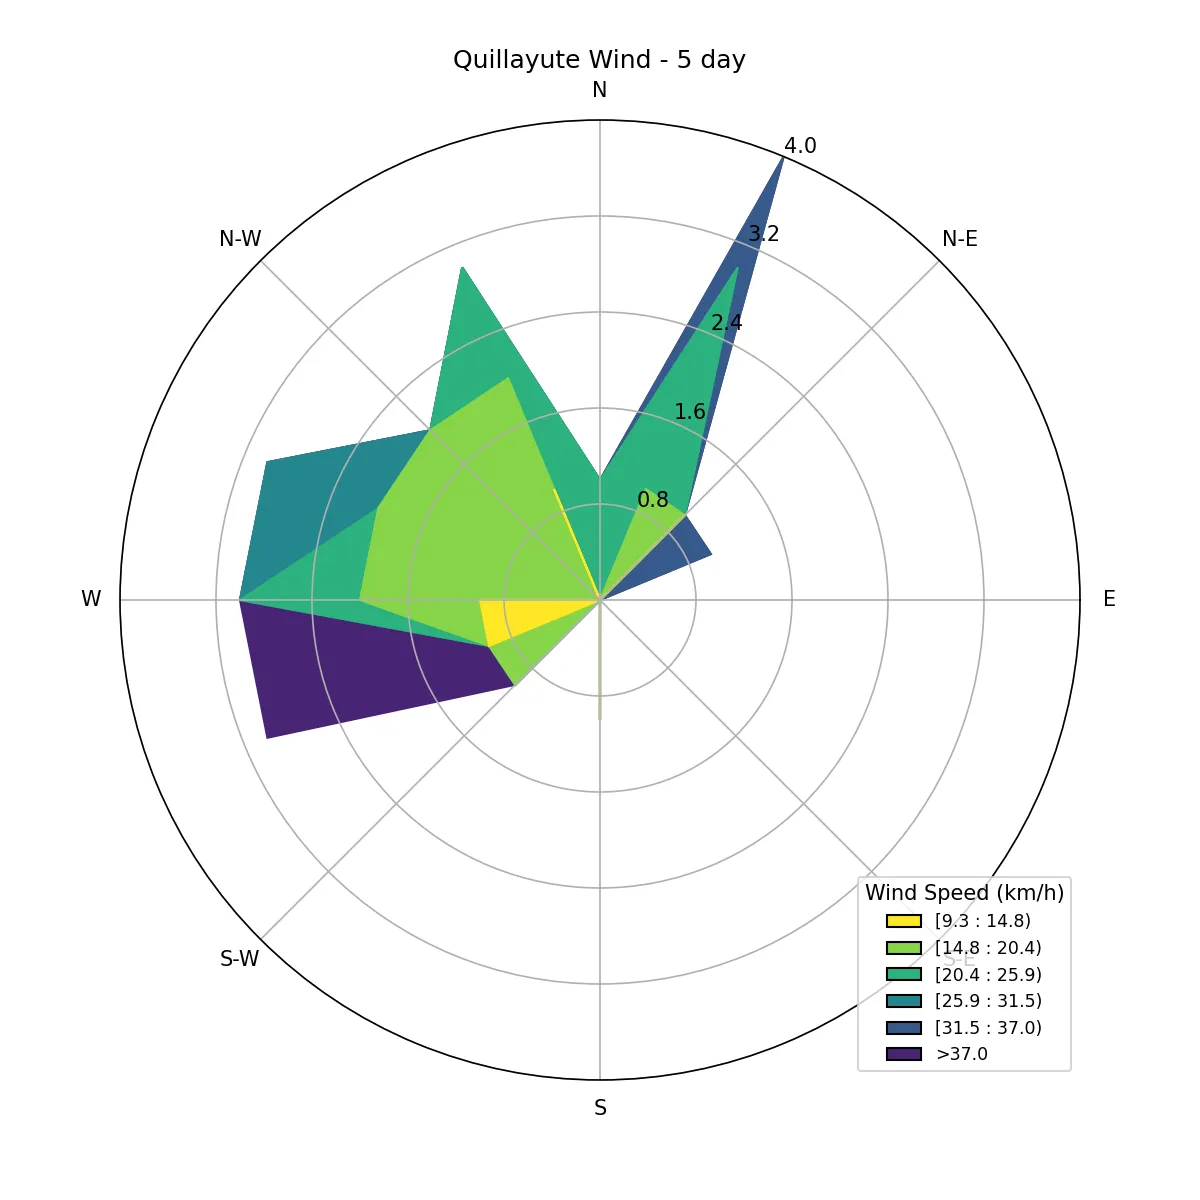 Quillayute Wind - 5 day
N
4.0
N-W
3.2
N-E
2.4
1.6
0.8
W
E
Wind Speed (km/h)
[9.3 : 14.8)
[14.8 : 20.4)
S-W
S-E
[20.4 : 25.9)
[25.9 : 31.5)
[31.5 : 37.0)
>37.0
S